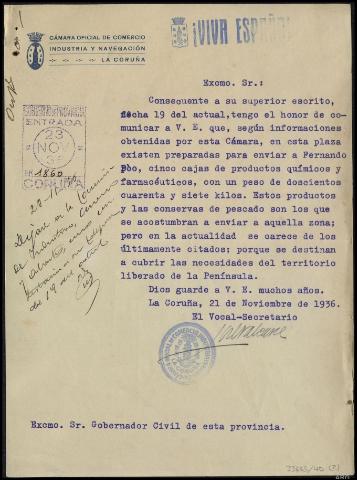 CÁMARA OFICIAL DE COMERCIO
INDUSTRIA Y NAVEGACIÓN
LA CORUÑA
¡VIVA ESPAÑA!
ENTRADA
23
NOV
36
1860
CORUÑA
Excmo. Sr.:
Consequente a su superior escrito,
fecha 19 del actual, tengo el honor de co-
municar a V. E. que, según informaciones
obtenidas por esta Cámara, en esta plaza
existen preparadas para enviar a Fernando
Poo, cinco cajas de productos químicos y
farmacéuticos, con un peso de doscientos
cuarenta y siete kilos. Estos productos
y las conservas de pescado son los que
se acostumbran a enviar a aquella zona;
pero en la actualidad se carece de los
últimamente citados; porque se destinan
a cubrir las necesidades del territorio
liberado de la Península.
Dios guarde a V. E. muchos años.
La Coruña, 21 de noviembre de 1936.
El Vocal-Secretario
Excmo. Sr. Gobernador Civil de esta provincia.